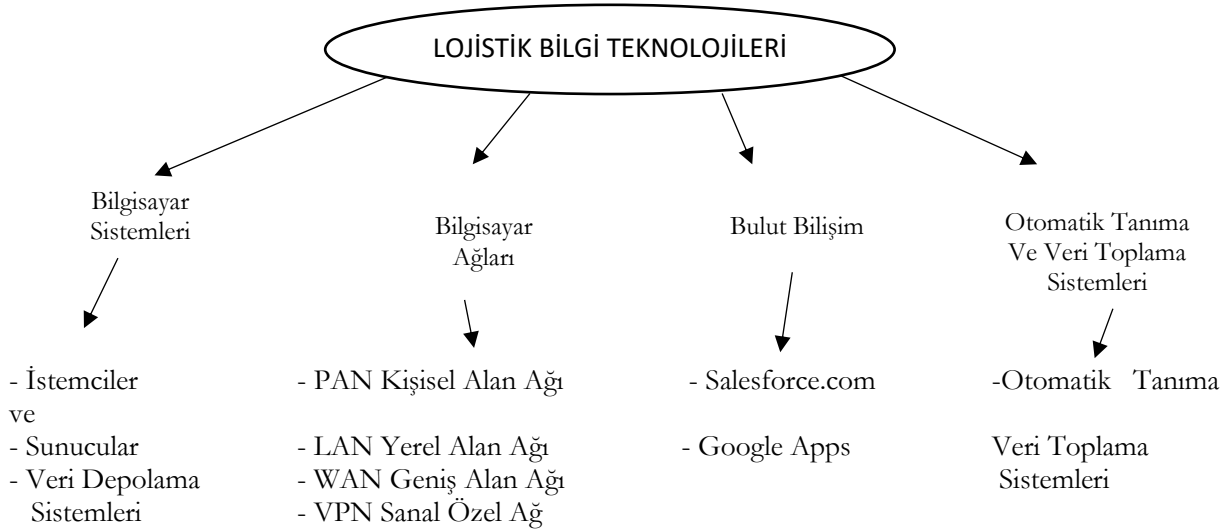 LOJİSTİK BİLGİ TEKNOLOJİLERİ
Bilgisayar
Sistemleri
Bilgisayar
Ağları
Bulut Bilişim
Otomatik Tanıma
Ve Veri Toplama
Sistemleri
- İstemciler
ve
- Sunucular
- Veri Depolama
Sistemleri
- PAN Kişisel Alan Ağı
- LAN Yerel Alan Ağı
- WAN Geniş Alan Ağı
- VPN Sanal Özel Ağ
- Salesforce.com
- Google Apps
-Otomatik Tanıma
Veri Toplama
Sistemleri